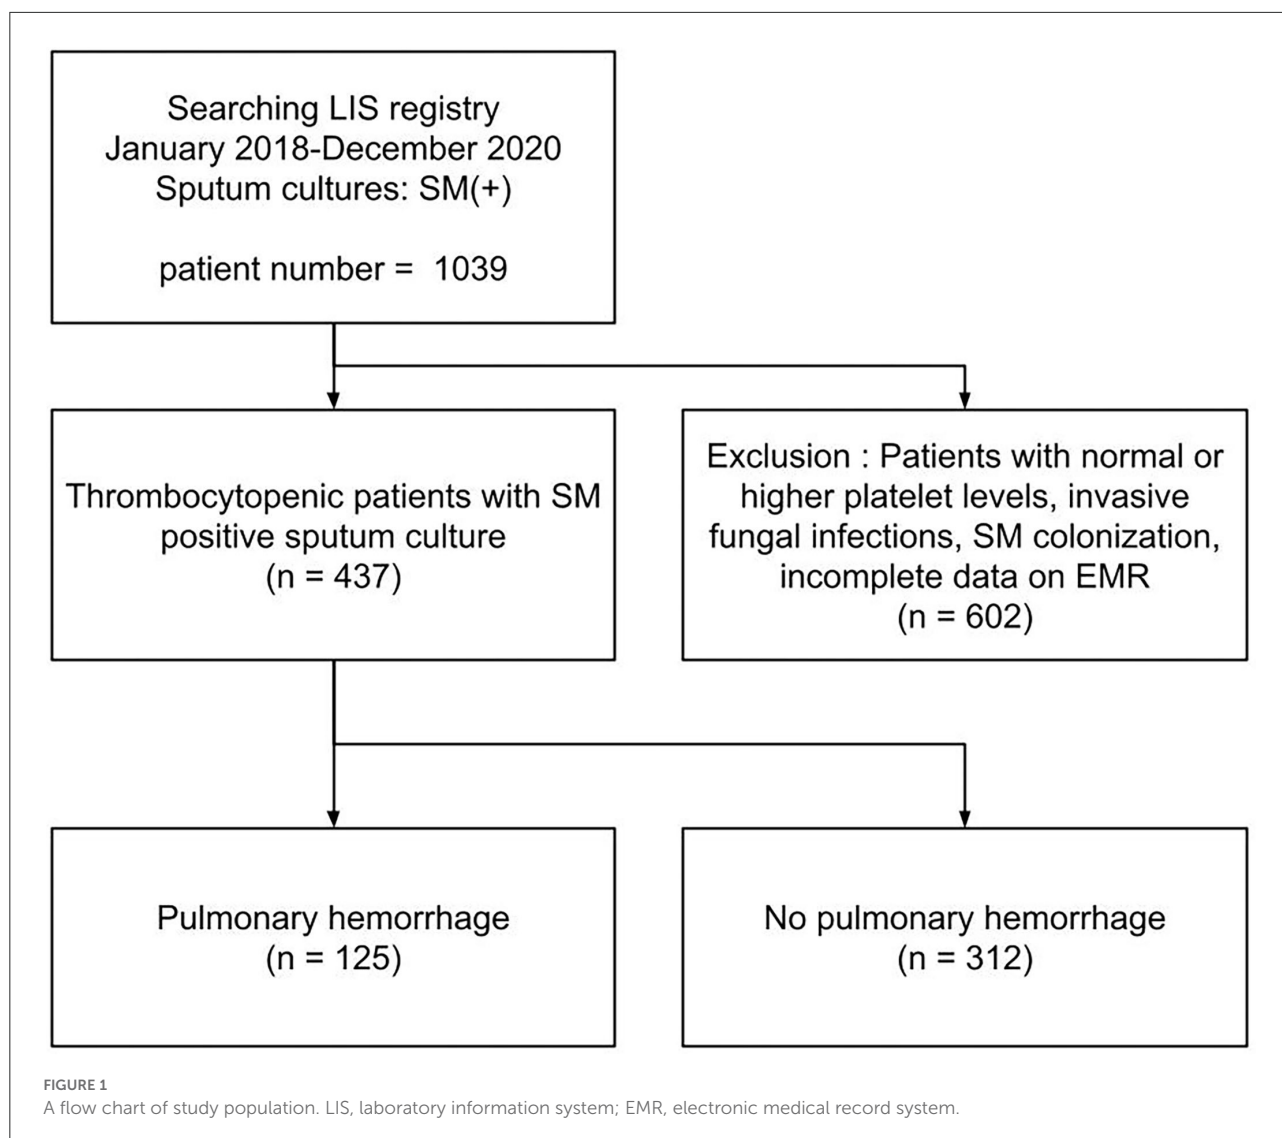 Searching LIS registry
January 2018-December 2020
Sputum cultures: SM(+)
patient number = 1039
Thrombocytopenic patients with SM
positive sputum culture
(n = 437)
Exclusion : Patients with normal or
higher platelet levels, invasive
fungal infections, SM colonization,
incomplete data on EMR
(n = 602)
Pulmonary hemorrhage
(n = 125)
No pulmonary hemorrhage
(n = 312)
FIGURE 1
A flow chart of study population. LIS, laboratory information system; EMR, electronic medical record system.